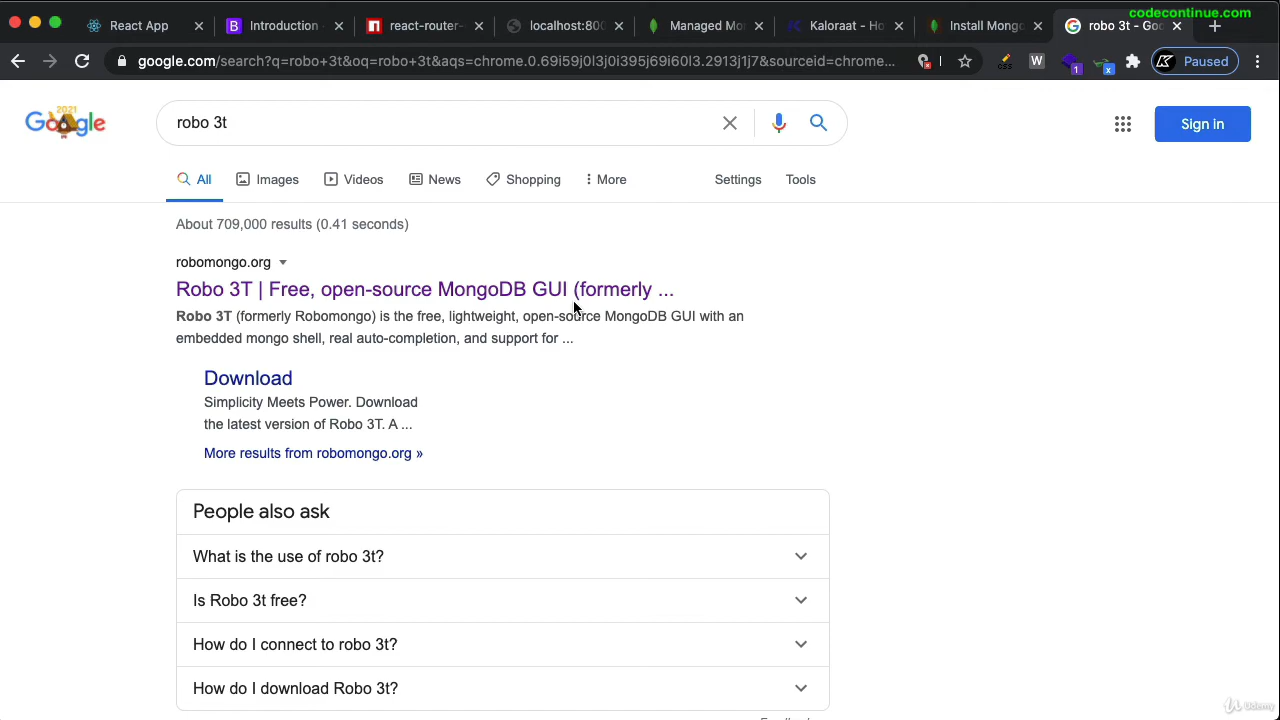 codecontinue.com
React App
Introduction
react-rou
localhost:800
Managed Mo
Kaloraat - Ho
Install Mongo
robo 3t - Goo
google.com/search?q=robo+3t&oq=robo+3t&aqs=chrome.0.69i59j0l3j0i395j69i60l3.2913j1j7&sourceid=chrome...
W
1
x
Paused
2021
Google
robo 3t
Sign in
All
Images
Videos
News
Shopping
More
Settings
Tools
About 709,000 results (0.41 seconds)
robomongo.org
Robo 3T | Free, open-source MongoDB GUI (formerly ...
Robo 3T (formerly Robomongo) is the free, lightweight, open-source MongoDB GUI with an
embedded mongo shell, real auto-completion, and support for ...
Download
Simplicity Meets Power. Download
the latest version of Robo 3T. A ...
More results from robomongo.org »
People also ask
What is the use of robo 3t?
Is Robo 3t free?
How do I connect to robo 3t?
How do I download Robo 3t?
Udemy